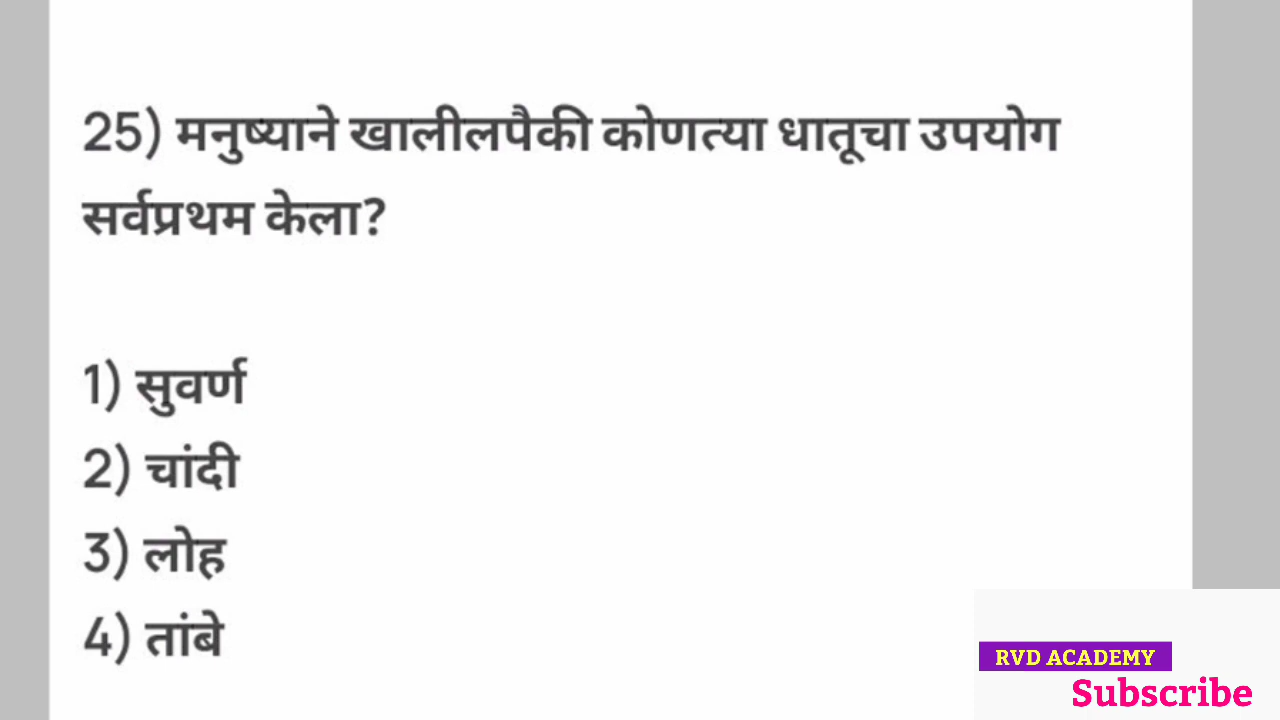 25) मनुष्याने खालीलपैकी कोणत्या धातूचा उपयोग
सर्वप्रथम केला?
1) सुवर्ण
2) चांदी
3) लोह
4) तांबे
RVD ACADEMY
Subscribe